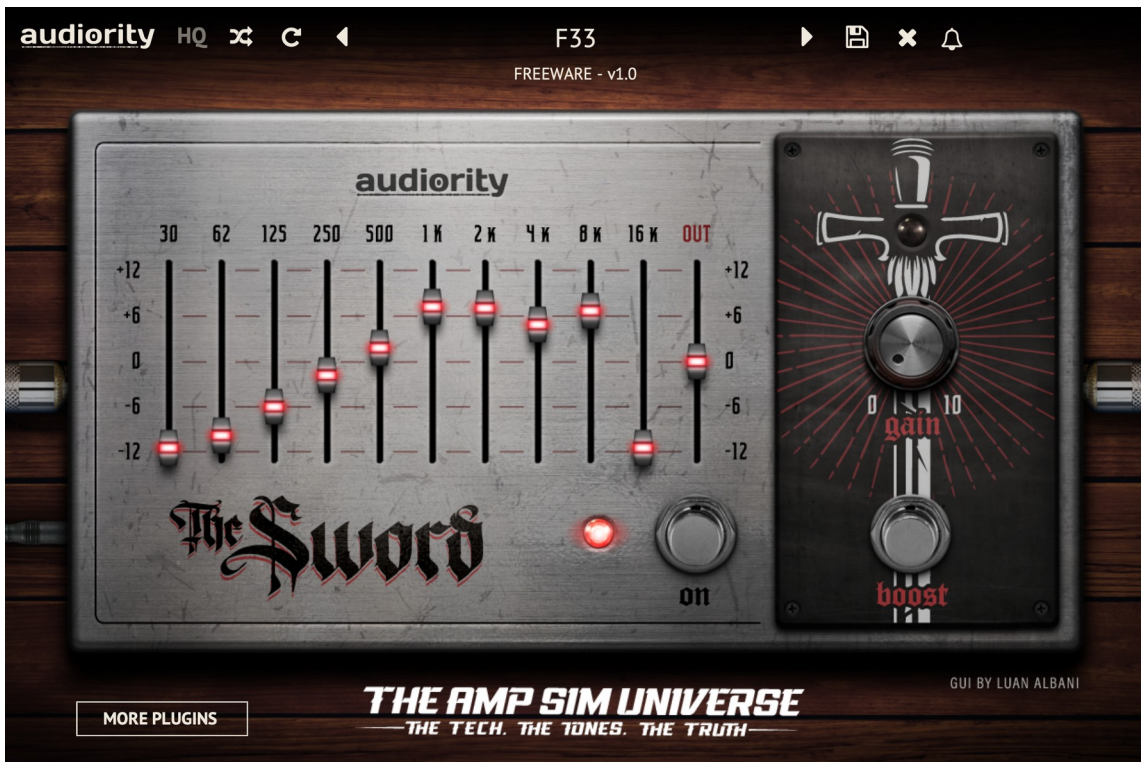 audiority HQ F33
FREEWARE - v1.0
audiority
30 62 125 250 500 1K 2K 4K 8K 16K OUT
+12 +12
+6 +6
0 0
-6 -6
-12 -12
0 10
gain
The Sword
on
boost
GUI BY LUAN ALBANI
MORE PLUGINS
THE AMP SIM UNIVERSE
THE TECH. THE TONES. THE TRUTH